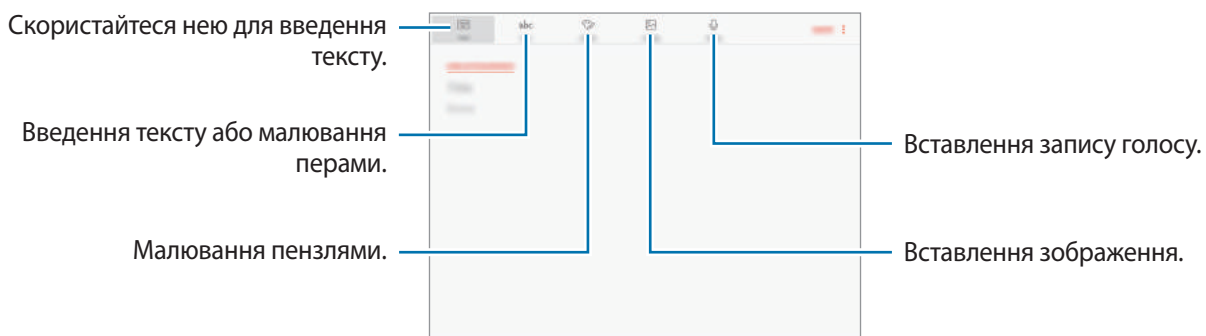 Скористайтеся нею для введення
тексту.
abc
Введення тексту або малювання
перами.
Вставлення запису голосу.
Малювання пензлями.
Вставлення зображення.